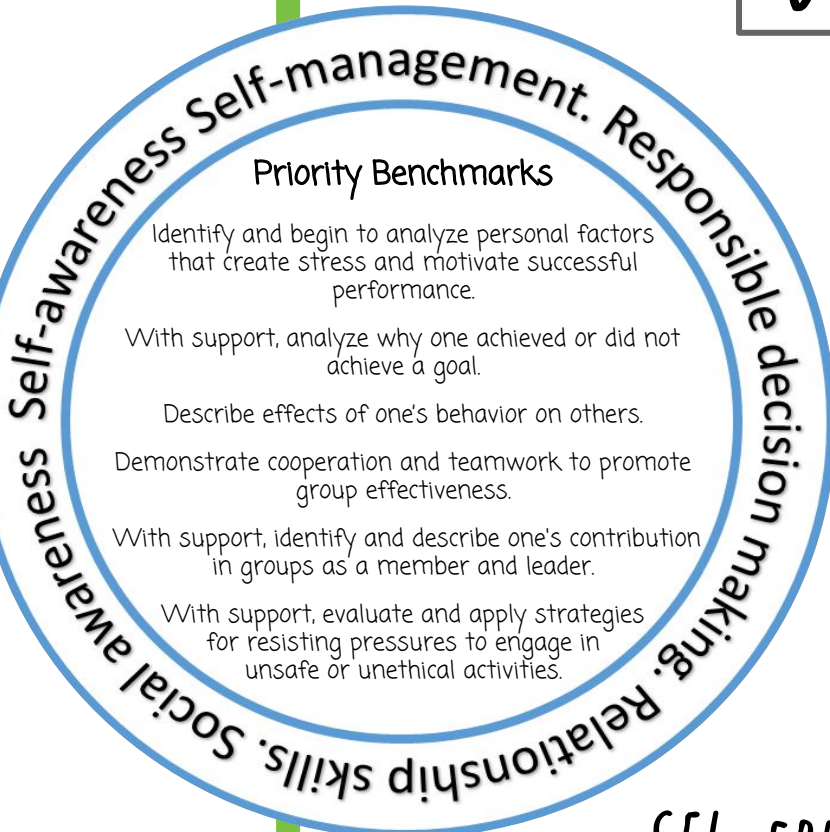 Self-awareness Self-management. Responsible decision making. Relationship skills. Social awareness
Priority Benchmarks
Identify and begin to analyze personal factors
that create stress and motivate successful
performance.
With support, analyze why one achieved or did not
achieve a goal.
Describe effects of one's behavior on others.
Demonstrate cooperation and teamwork to promote
group effectiveness.
With support, identify and describe one's contribution
in groups as a member and leader.
With support, evaluate and apply strategies
for resisting pressures to engage in
unsafe or unethical activities.